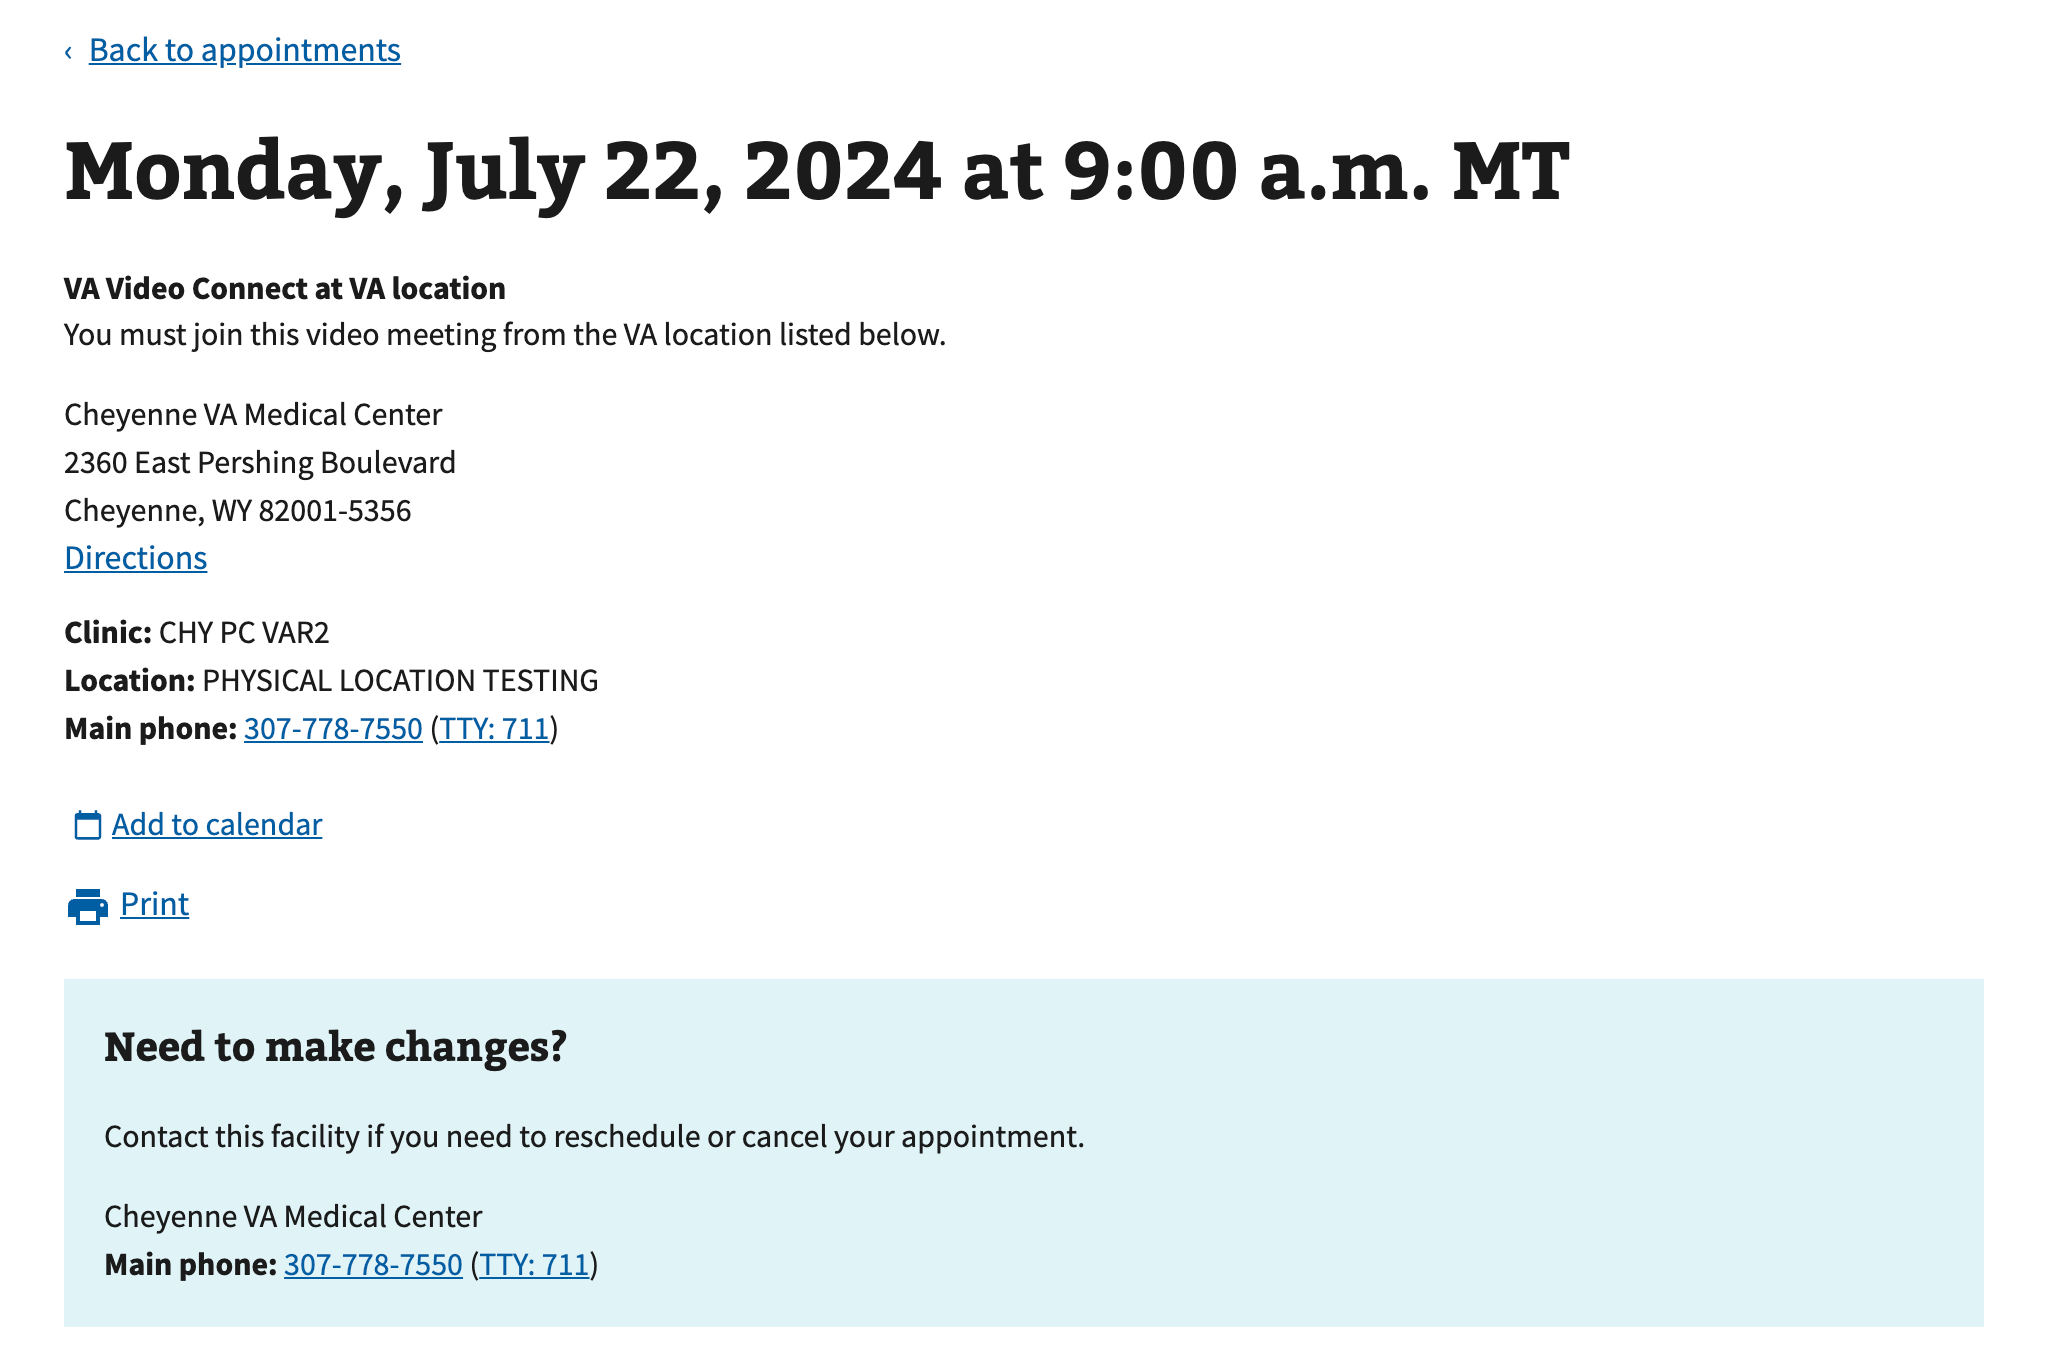 ‹ Back to appointments
Monday, July 22, 2024 at 9:00 a.m. MT
VA Video Connect at VA location
You must join this video meeting from the VA location listed below.
Cheyenne VA Medical Center
2360 East Pershing Boulevard
Cheyenne, WY 82001-5356
Directions
Clinic: CHY PC VAR2
Location: PHYSICAL LOCATION TESTING
Main phone: 307-778-7550 (TTY: 711)
Add to calendar
Print
Need to make changes?
Contact this facility if you need to reschedule or cancel your appointment.
Cheyenne VA Medical Center
Main phone: 307-778-7550 (TTY: 711)